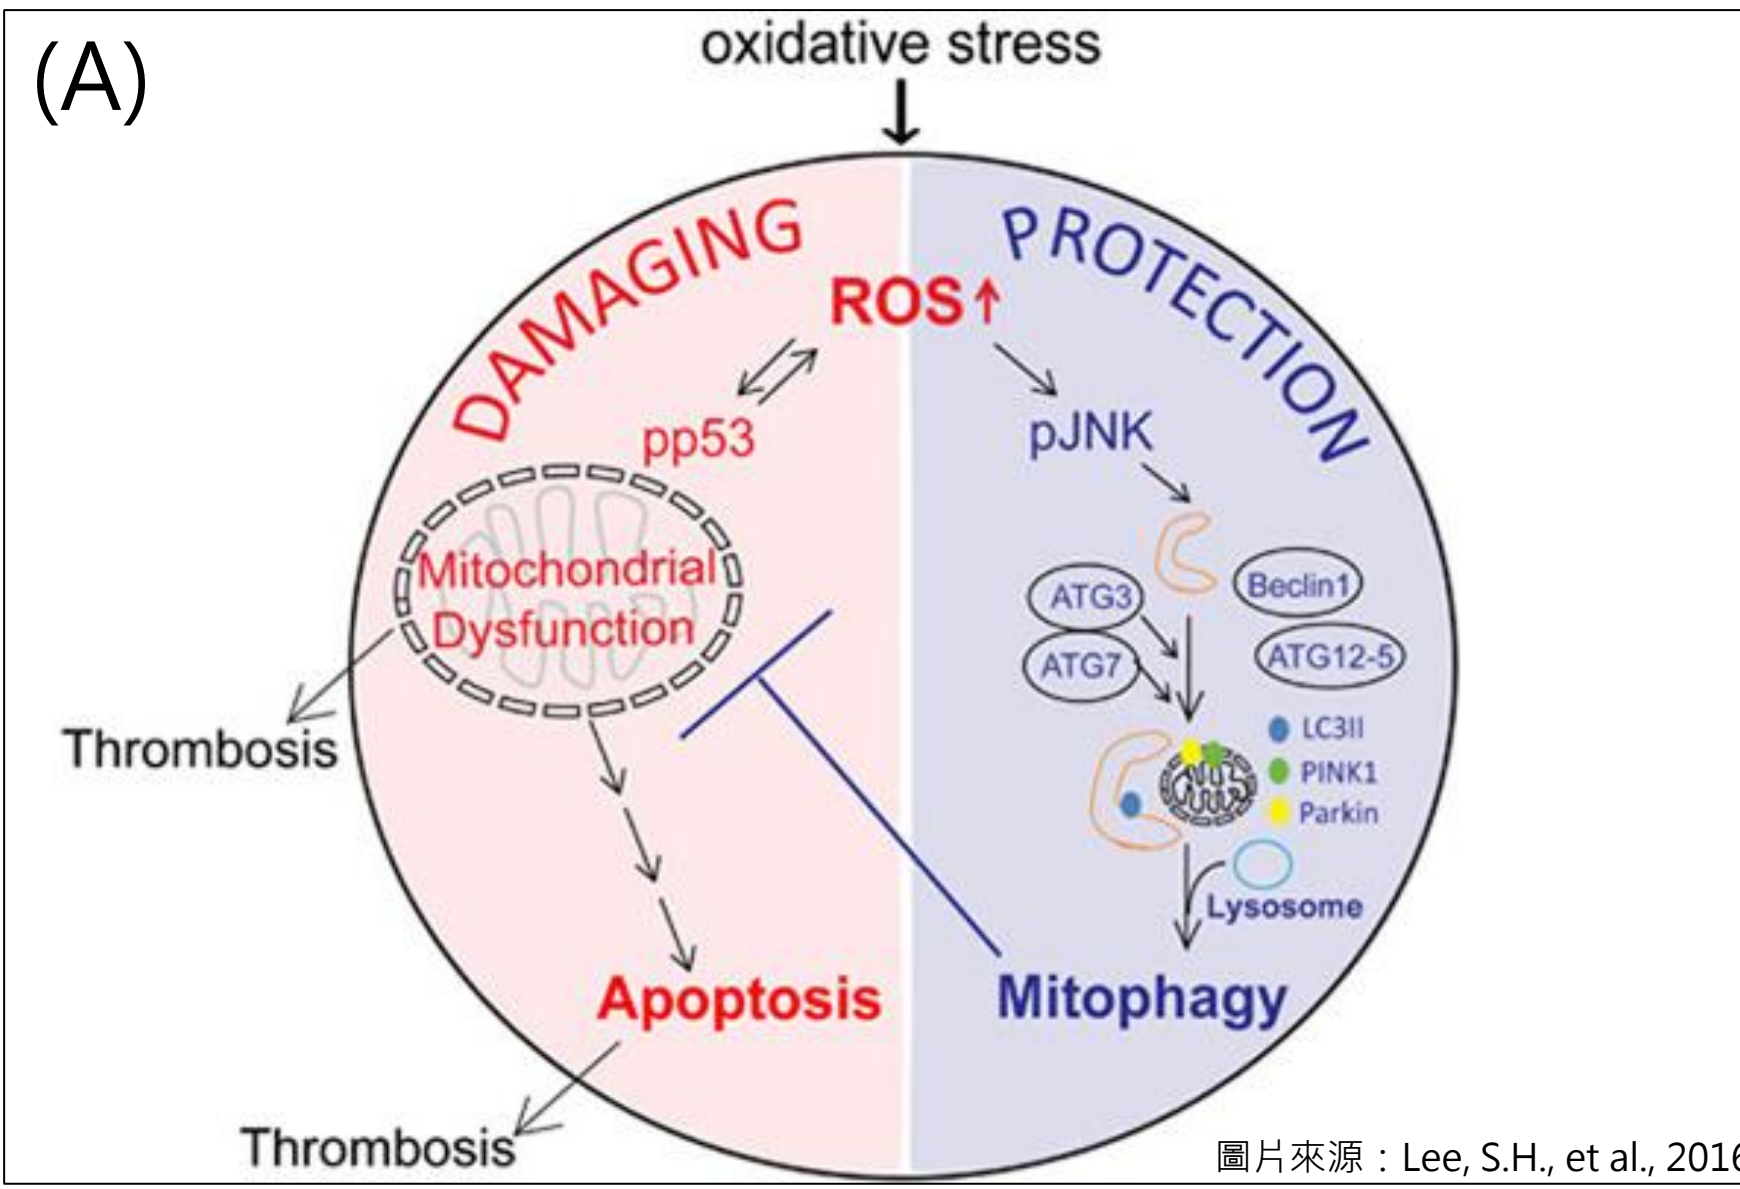 (A)
oxidative stress
DAMAGING
PROTECTION
ROS↑
pp53
pJNK
Mitochondrial
Dysfunction
ATG3
Beclin1
ATG7
ATG12-5
Thrombosis
LC3II
PINK1
Parkin
Lysosome
Apoptosis
Mitophagy
Thrombosis
圖片來源：Lee, S.H., et al., 2016